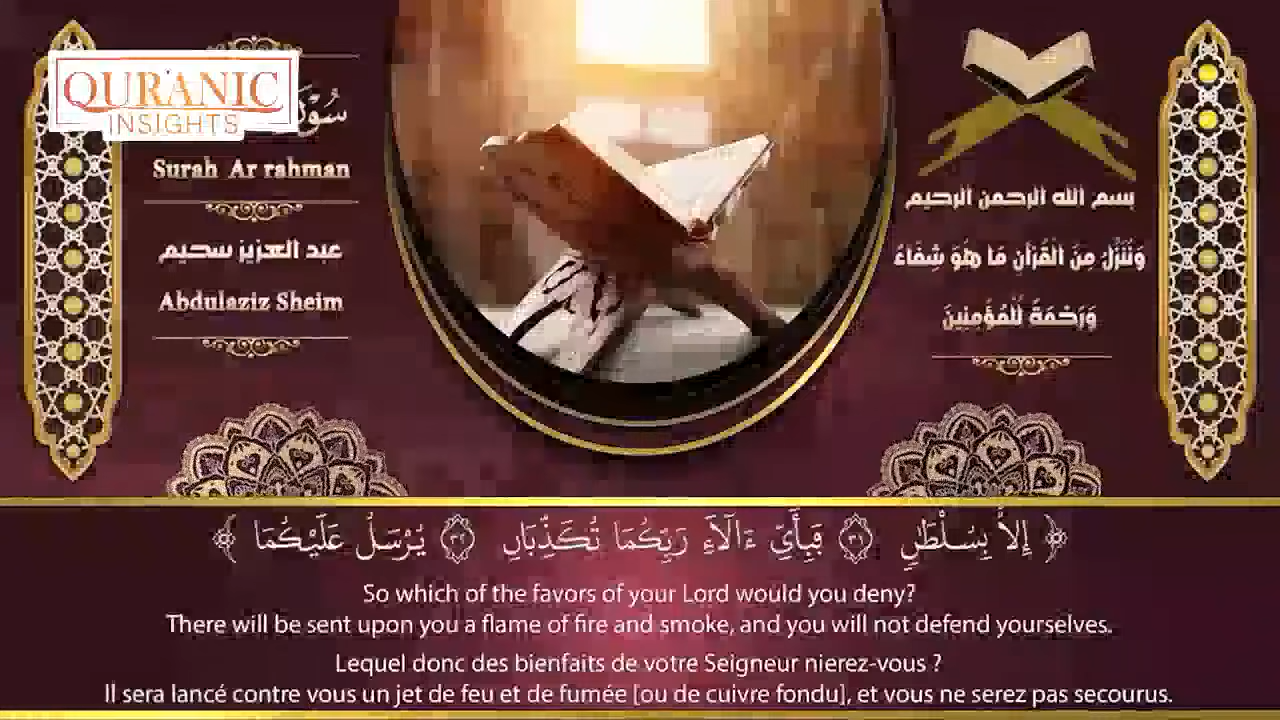 QURANIC
INSIGHTS
Surah Ar rahman
عبد العزيز سحيم
Abdulaziz Sheim
بسم الله الرحمن الرحيم
وَنُنَزِّلُ مِنَ الْقُرْآنِ مَا هُوَ شِفَاءٌ
وَرَحْمَةٌ لِلْمُؤْمِنِينَ
﴿ إِلَّا بِسُلْطَانٍ ٣١ فَبِأَيِّ ءَالَآءِ رَبِّكُمَا تُكَذِّبَانِ ٣٢ يُرْسَلُ عَلَيْكُمَا ﴾
So which of the favors of your Lord would you deny?
There will be sent upon you a flame of fire and smoke, and you will not defend yourselves.
Lequel donc des bienfaits de votre Seigneur nierez-vous ?
Il sera lancé contre vous un jet de feu et de fumée [ou de cuivre fondu], et vous ne serez pas secourus.